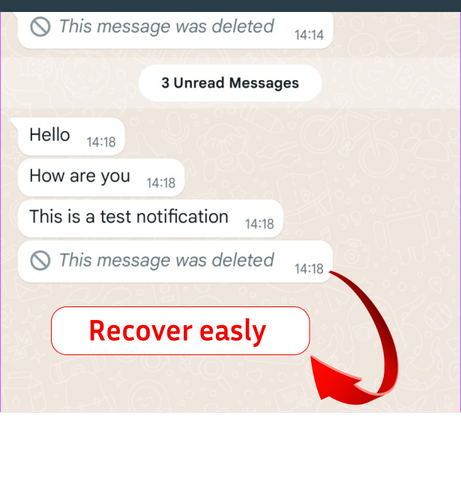 This message was deleted 14:14
3 Unread Messages
Hello 14:18
How are you 14:18
This is a test notification 14:18
This message was deleted 14:18
Recover easly